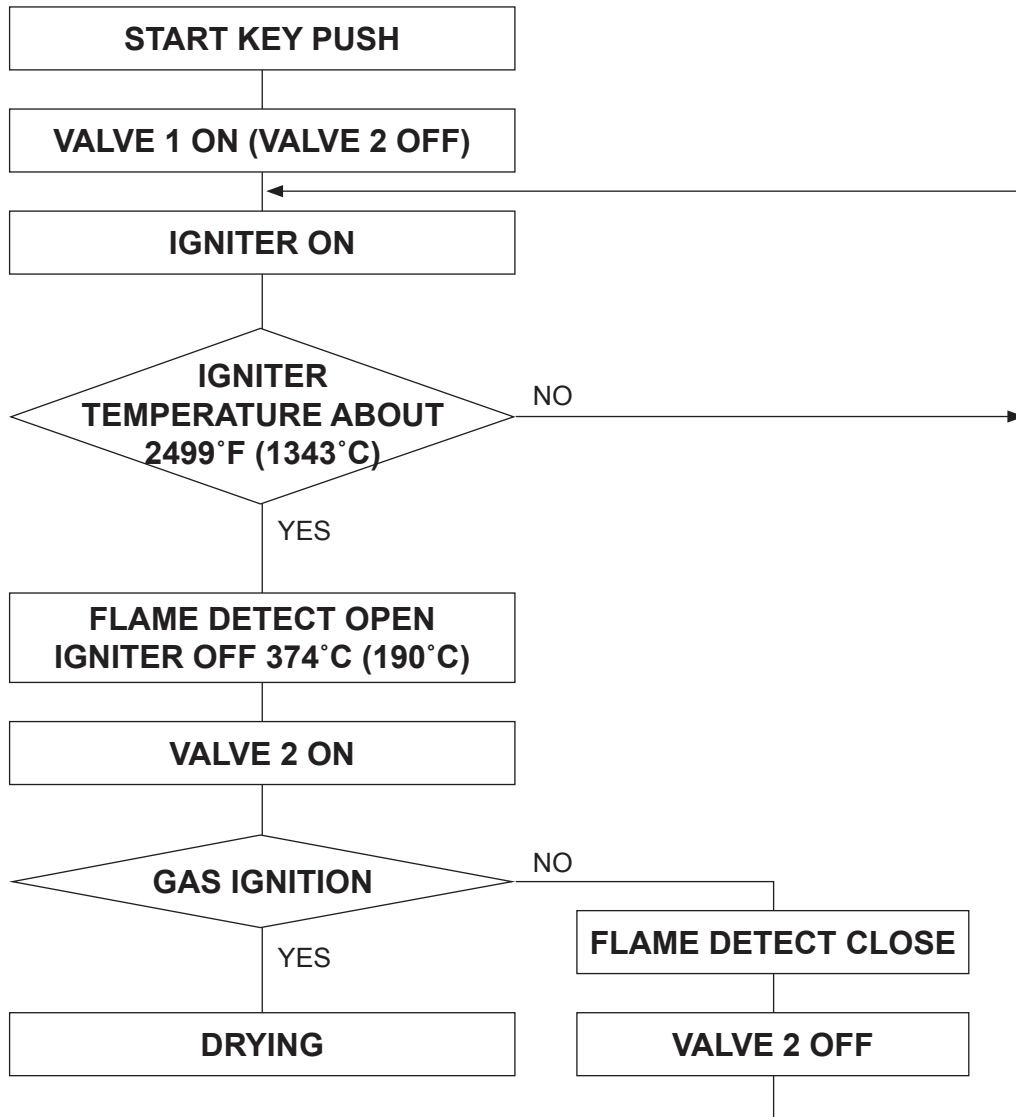 START KEY PUSH
VALVE 1 ON (VALVE 2 OFF)
IGNITER ON
IGNITER
TEMPERATURE ABOUT
2499˚F (1343˚C)
NO
YES
FLAME DETECT OPEN
IGNITER OFF 374˚C (190˚C)
VALVE 2 ON
GAS IGNITION
NO
YES
FLAME DETECT CLOSE
DRYING
VALVE 2 OFF